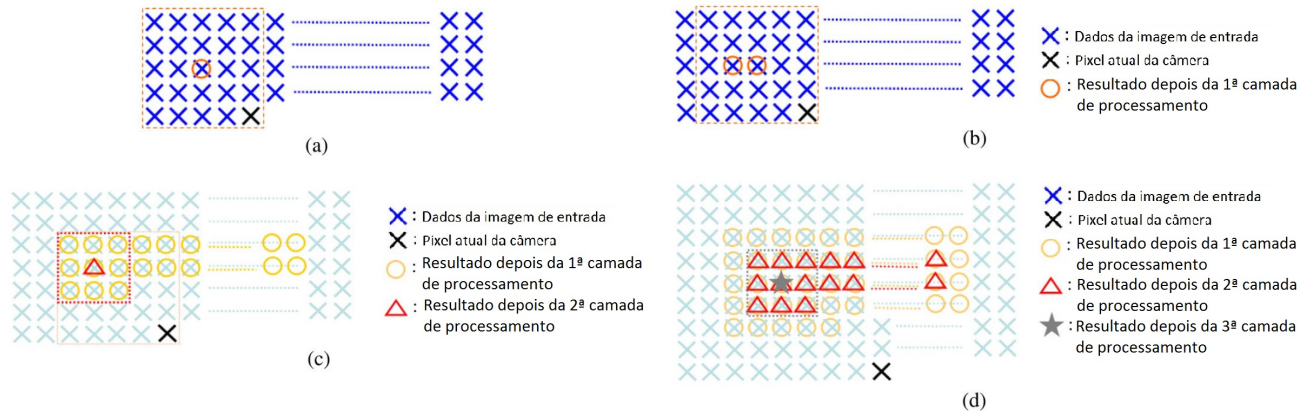 (a)
: Dados da imagem de entrada
: Pixel atual da câmera
: Resultado depois da 1ª camada
de processamento
(b)
: Dados da imagem de entrada
: Pixel atual da câmera
: Resultado depois da 1ª camada
de processamento
: Resultado depois da 2ª camada
de processamento
(c)
: Dados da imagem de entrada
: Pixel atual da câmera
: Resultado depois da 1ª camada
de processamento
: Resultado depois da 2ª camada
de processamento
: Resultado depois da 3ª camada
de processamento
(d)